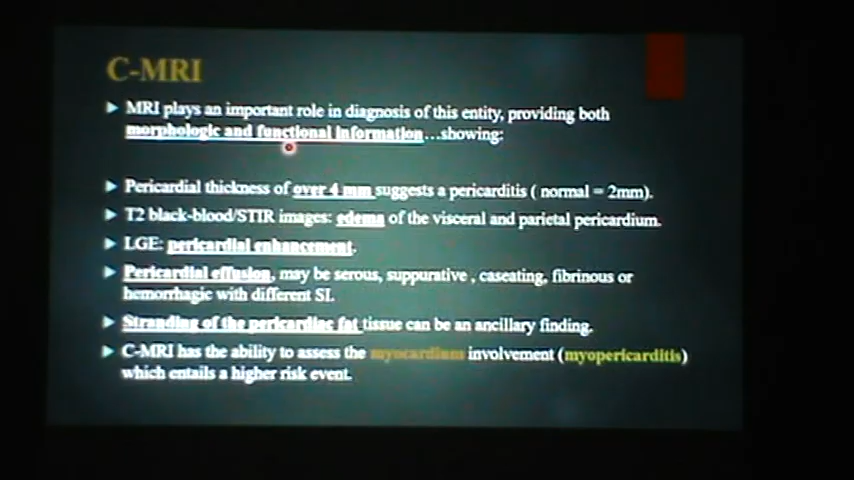 C-MRI
MRI plays an important role in diagnosis of this entity, providing both
morphologic and functional information...showing:
Pericardial thickness of over 4 mm suggests a pericarditis ( normal = 2mm).
T2 black-blood/STIR images: edema of the visceral and parietal pericardium.
LGE: pericardial enhancement.
Pericardial effusion, may be serous, suppurative , caseating, fibrinous or
hemorrhagic with different SI.
Stranding of the pericardiac fat tissue can be an ancillary finding.
C-MRI has the ability to assess the myocardium involvement (myopericarditis)
which entails a higher risk event.